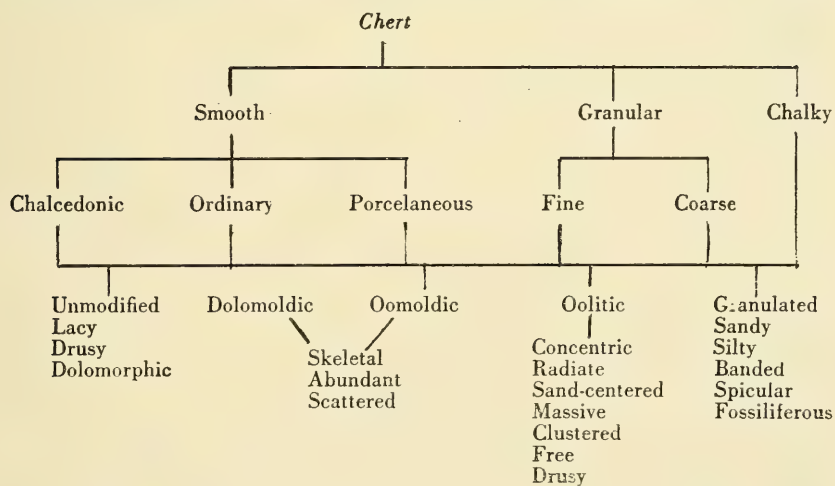 Chert
Smooth Granular Chalky
Chalcedonic Ordinary Porcelaneous Fine Coarse
Unmodified Dolomoldic Oomoldic Oolitic Granulated
Lacy Sandy
Drusy Silty
Dolomorphic Banded
Spicular
Fossiliferous
Skeletal
Abundant
Scattered
Concentric
Radiate
Sand-centered
Massive
Clustered
Free
Drusy